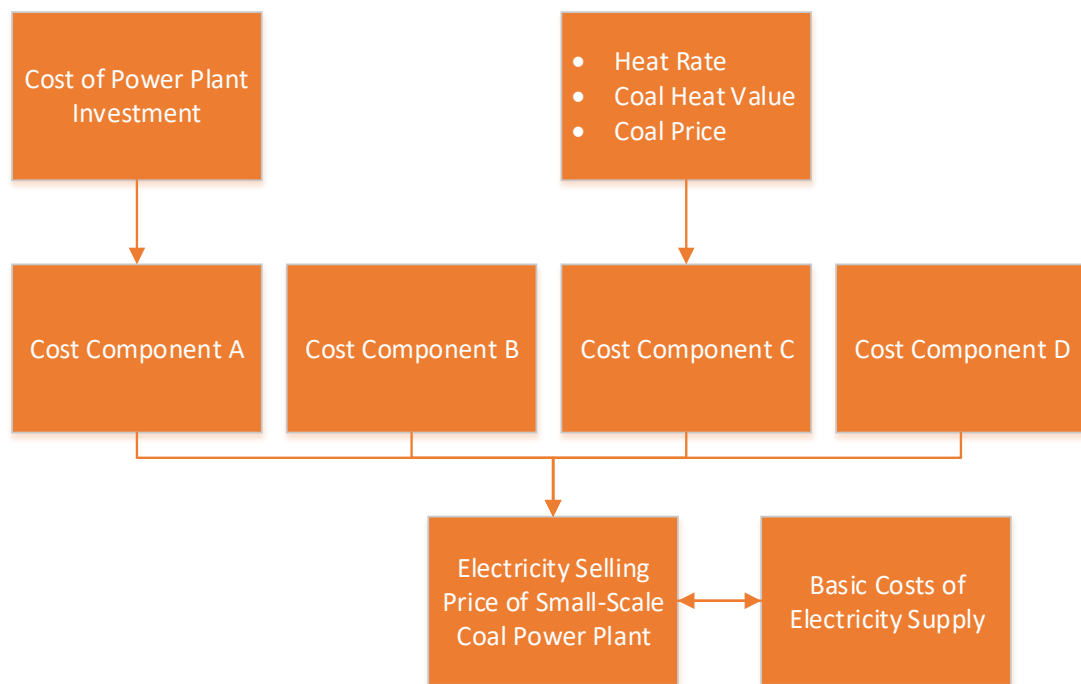 Cost of Power Plant
Investment
• Heat Rate
• Coal Heat Value
• Coal Price
Cost Component A
Cost Component B
Cost Component C
Cost Component D
Electricity Selling
Price of Small-Scale
Coal Power Plant
Basic Costs of
Electricity Supply